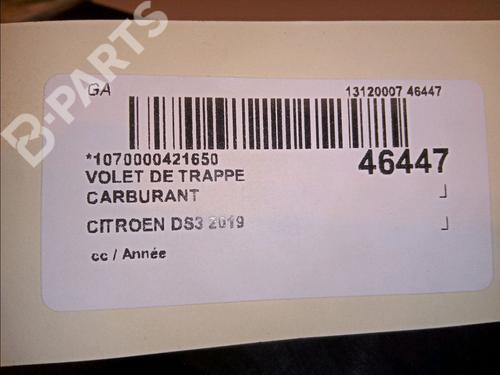 B-PARTS
GA 13120007 46447
*1070000421650 46447
VOLET DE TRAPPE
CARBURANT
CITROEN DS3 2019
cc / Année